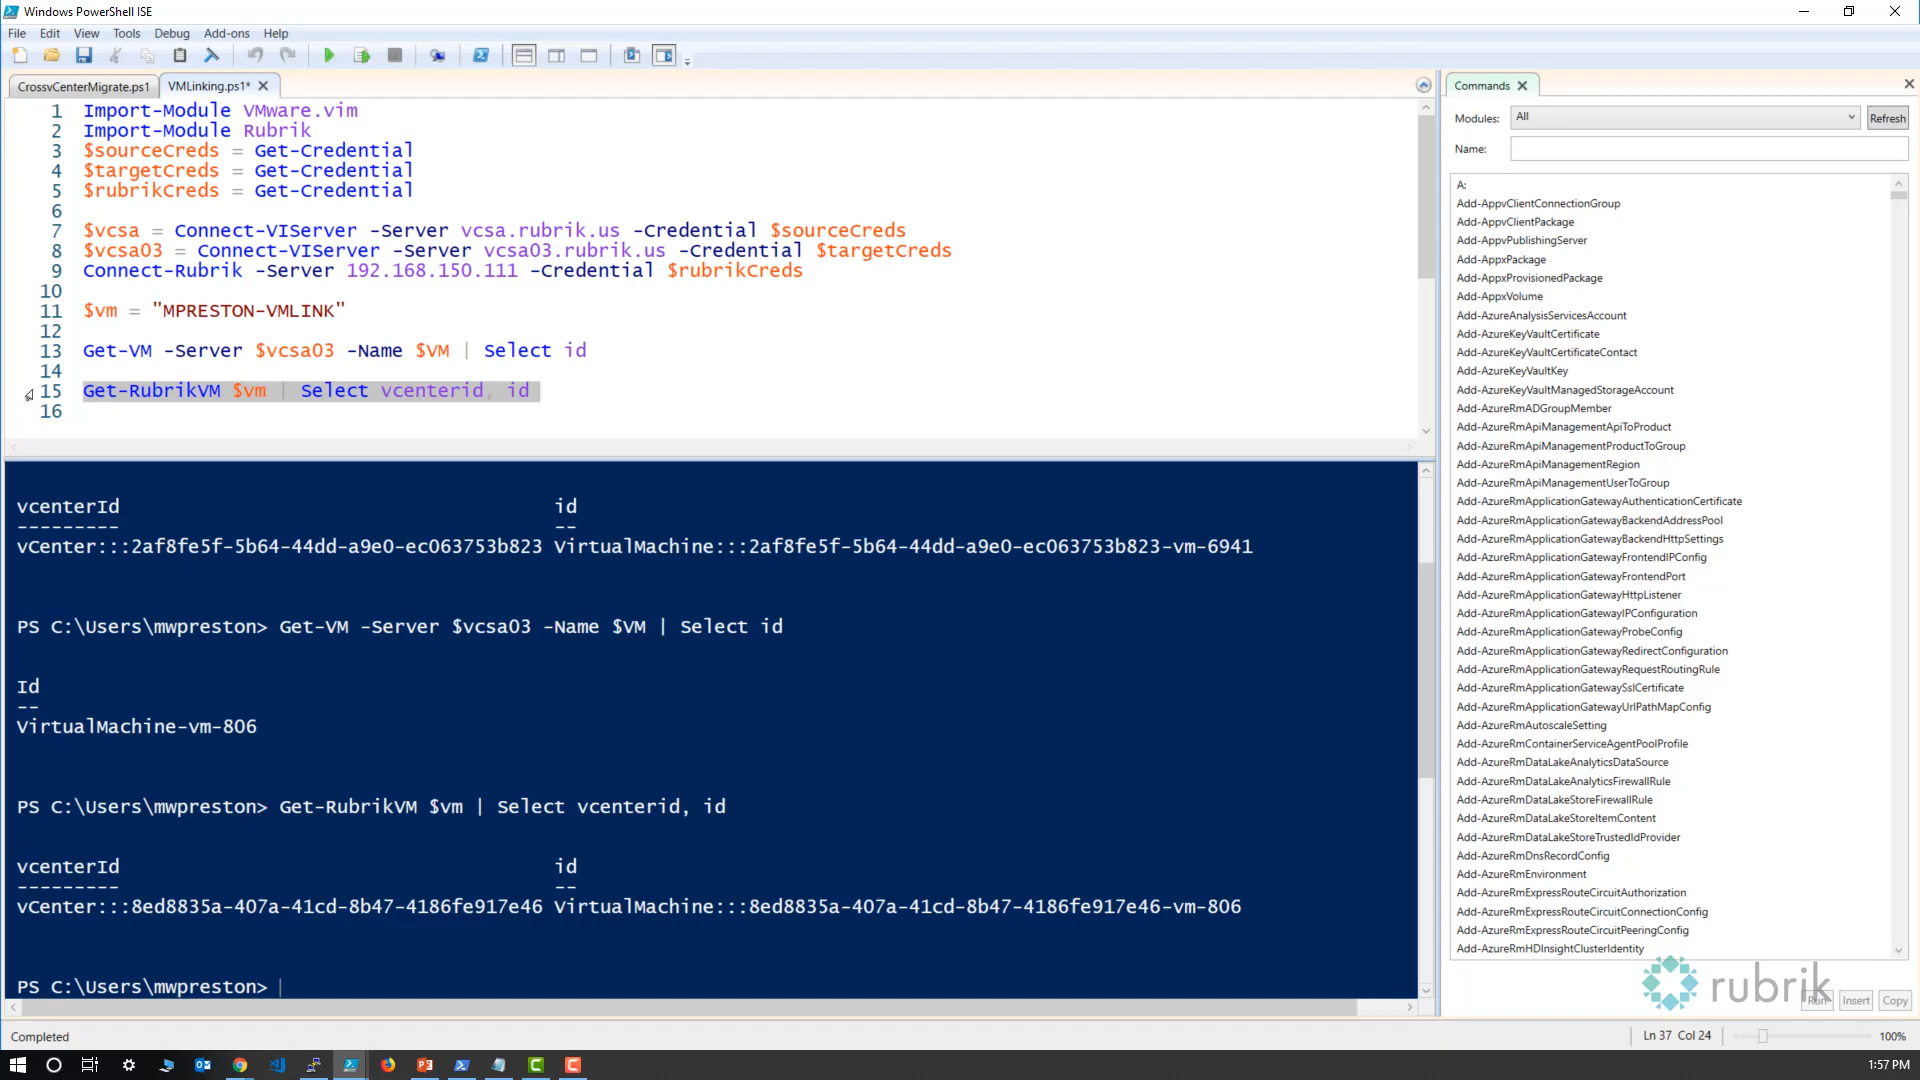 Windows PowerShell ISE
File Edit View Tools Debug Add-ons Help
CrossvCenterMigrate.ps1 VMLinking.ps1*
1 Import-Module VMware.vim
2 Import-Module Rubrik
3 $sourceCreds = Get-Credential
4 $targetCreds = Get-Credential
5 $rubrikCreds = Get-Credential
6
7 $vcsa = Connect-VIServer -Server vcsa.rubrik.us -Credential $sourceCreds
8 $vcsa03 = Connect-VIServer -Server vcsa03.rubrik.us -Credential $targetCreds
9 Connect-Rubrik -Server 192.168.150.111 -Credential $rubrikCreds
10
11 $vm = "MPRESTON-VMLINK"
12
13 Get-VM -Server $vcsa03 -Name $VM | Select id
14
15 Get-RubrikVM $vm | Select vcenterid, id
16
vcenterId id
--------- --
vCenter:::2af8fe5f-5b64-44dd-a9e0-ec063753b823 VirtualMachine:::2af8fe5f-5b64-44dd-a9e0-ec063753b823-vm-6941
PS C:\Users\mwpreston> Get-VM -Server $vcsa03 -Name $VM | Select id
Id
--
VirtualMachine-vm-806
PS C:\Users\mwpreston> Get-RubrikVM $vm | Select vcenterid, id
vcenterId id
--------- --
vCenter:::8ed8835a-407a-41cd-8b47-4186fe917e46 VirtualMachine:::8ed8835a-407a-41cd-8b47-4186fe917e46-vm-806
PS C:\Users\mwpreston>
Commands
Modules: All Refresh
Name:
A:
Add-AppvClientConnectionGroup
Add-AppvClientPackage
Add-AppvPublishingServer
Add-AppxPackage
Add-AppxProvisionedPackage
Add-AppxVolume
Add-AzureAnalysisServicesAccount
Add-AzureKeyVaultCertificate
Add-AzureKeyVaultCertificateContact
Add-AzureKeyVaultKey
Add-AzureKeyVaultManagedStorageAccount
Add-AzureRmADGroupMember
Add-AzureRmApiManagementApiToProduct
Add-AzureRmApiManagementProductToGroup
Add-AzureRmApiManagementRegion
Add-AzureRmApiManagementUserToGroup
Add-AzureRmApplicationGatewayAuthenticationCertificate
Add-AzureRmApplicationGatewayBackendAddressPool
Add-AzureRmApplicationGatewayBackendHttpSettings
Add-AzureRmApplicationGatewayFrontendIPConfig
Add-AzureRmApplicationGatewayFrontendPort
Add-AzureRmApplicationGatewayHttpListener
Add-AzureRmApplicationGatewayIPConfiguration
Add-AzureRmApplicationGatewayProbeConfig
Add-AzureRmApplicationGatewayRedirectConfiguration
Add-AzureRmApplicationGatewayRequestRoutingRule
Add-AzureRmApplicationGatewaySslCertificate
Add-AzureRmApplicationGatewayUrlPathMapConfig
Add-AzureRmAutoscaleSetting
Add-AzureRmContainerServiceAgentPoolProfile
Add-AzureRmDataLakeAnalyticsDataSource
Add-AzureRmDataLakeAnalyticsFirewallRule
Add-AzureRmDataLakeStoreFirewallRule
Add-AzureRmDataLakeStoreItemContent
Add-AzureRmDataLakeStoreTrustedIdProvider
Add-AzureRmDnsRecordConfig
Add-AzureRmEnvironment
Add-AzureRmExpressRouteCircuitAuthorization
Add-AzureRmExpressRouteCircuitConnectionConfig
Add-AzureRmExpressRouteCircuitPeeringConfig
Add-AzureRmHDInsightClusterIdentity
rubrik
Run Insert Copy
Completed Ln 37 Col 24 100%
1:57 PM